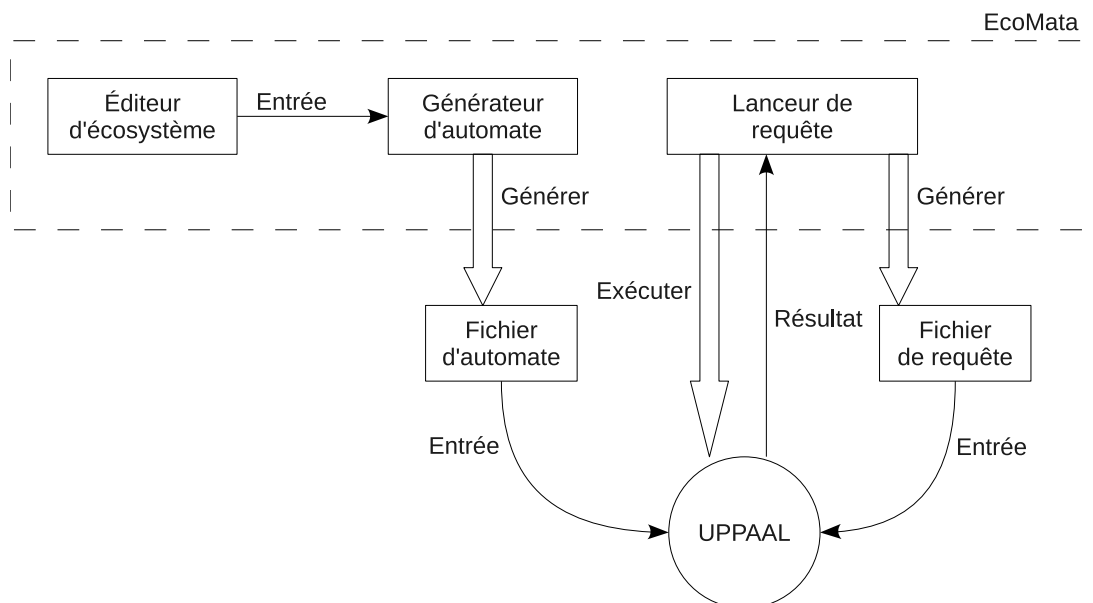 EcoMata
Éditeur
d'écosystème
Entrée
Générateur
d'automate
Lanceur de
requête
Générer
Générer
Exécuter
Résultat
Fichier
d'automate
Fichier
de requête
Entrée
Entrée
UPPAAL